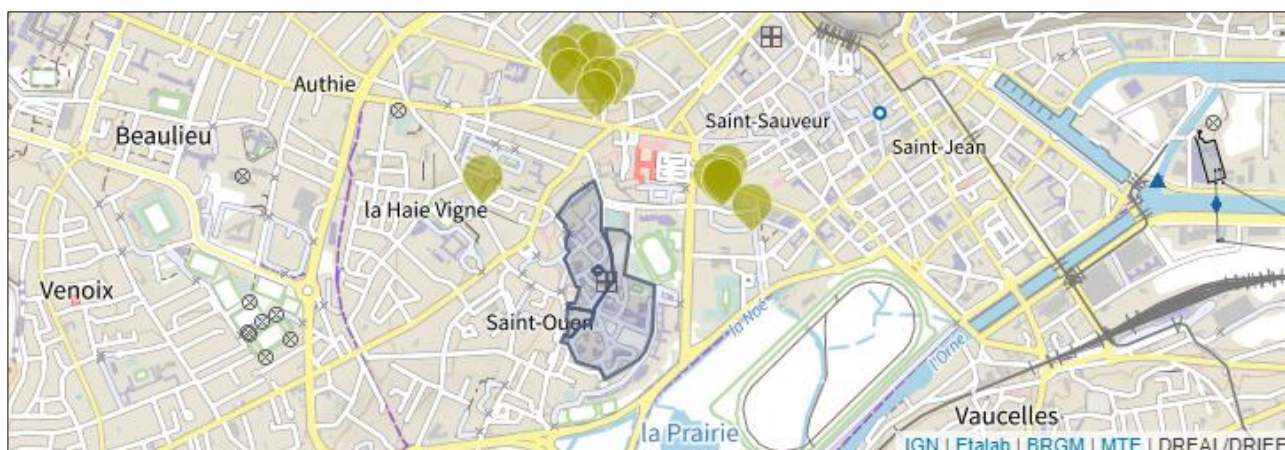 Authie
Beaulieu
Saint-Sauveur
Saint-Jean
la Haie Vigne
Venoix
Saint-Ouen
la Noë
l'Orne
Vaucelles
la Prairie
IGN | Etalab | BRGM | MTE | DREAL/DRIEE